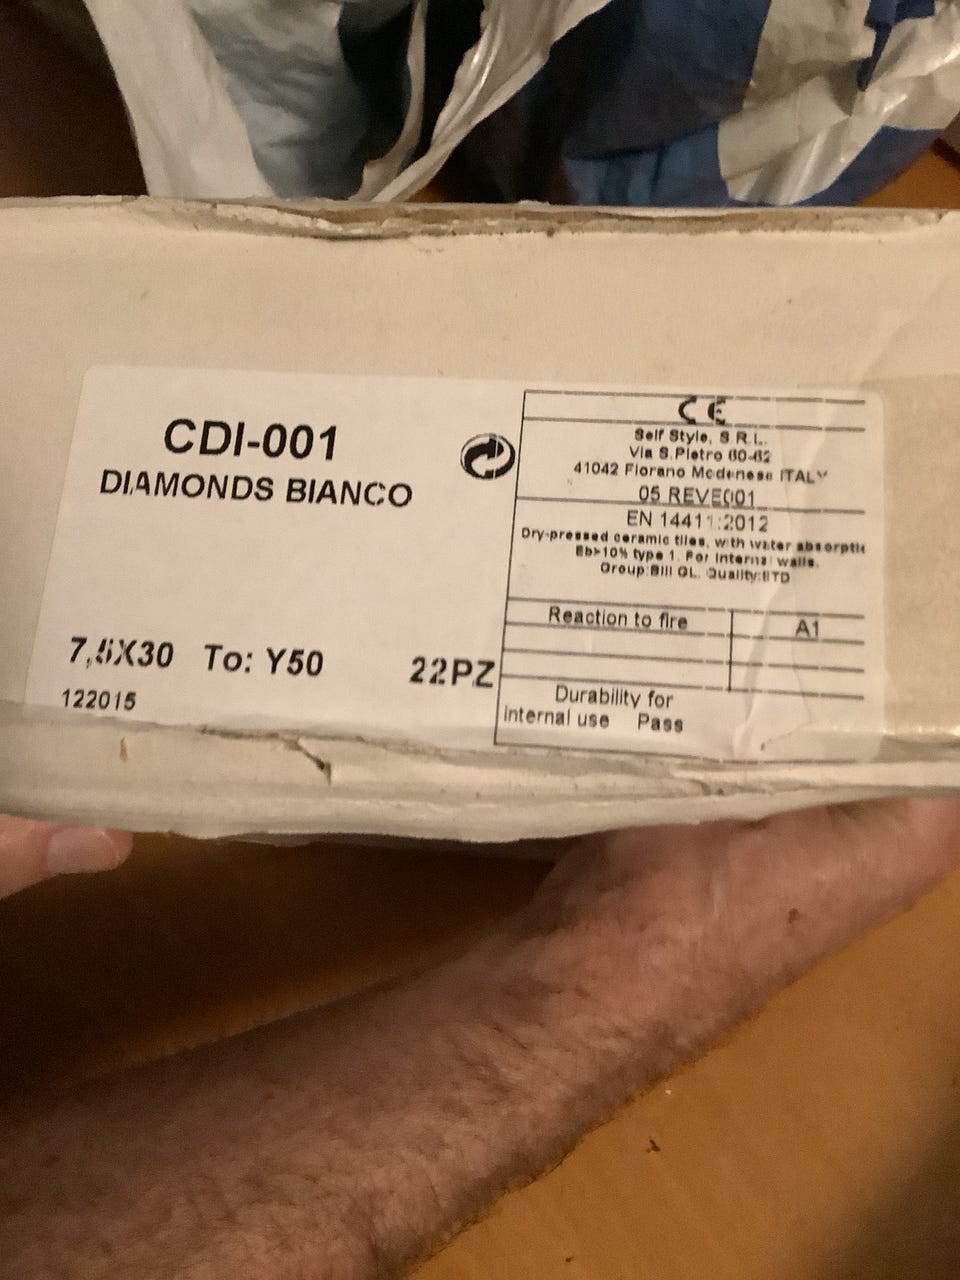 CDI-001
DIAMONDS BIANCO
7,5X30 To: Y50 22PZ
122015
CE
Self Style, S.R.L.
Via S.Pietro 60-62
41042 Fiorano Modenese ITALY
05 REVE001
EN 14411:2012
Dry-pressed ceramic tiles, with water absorptio
Eb>10% type 1. For internal walls.
Group:BIII GL. Quality:
Reaction to fire A1
Durability for
internal use Pass